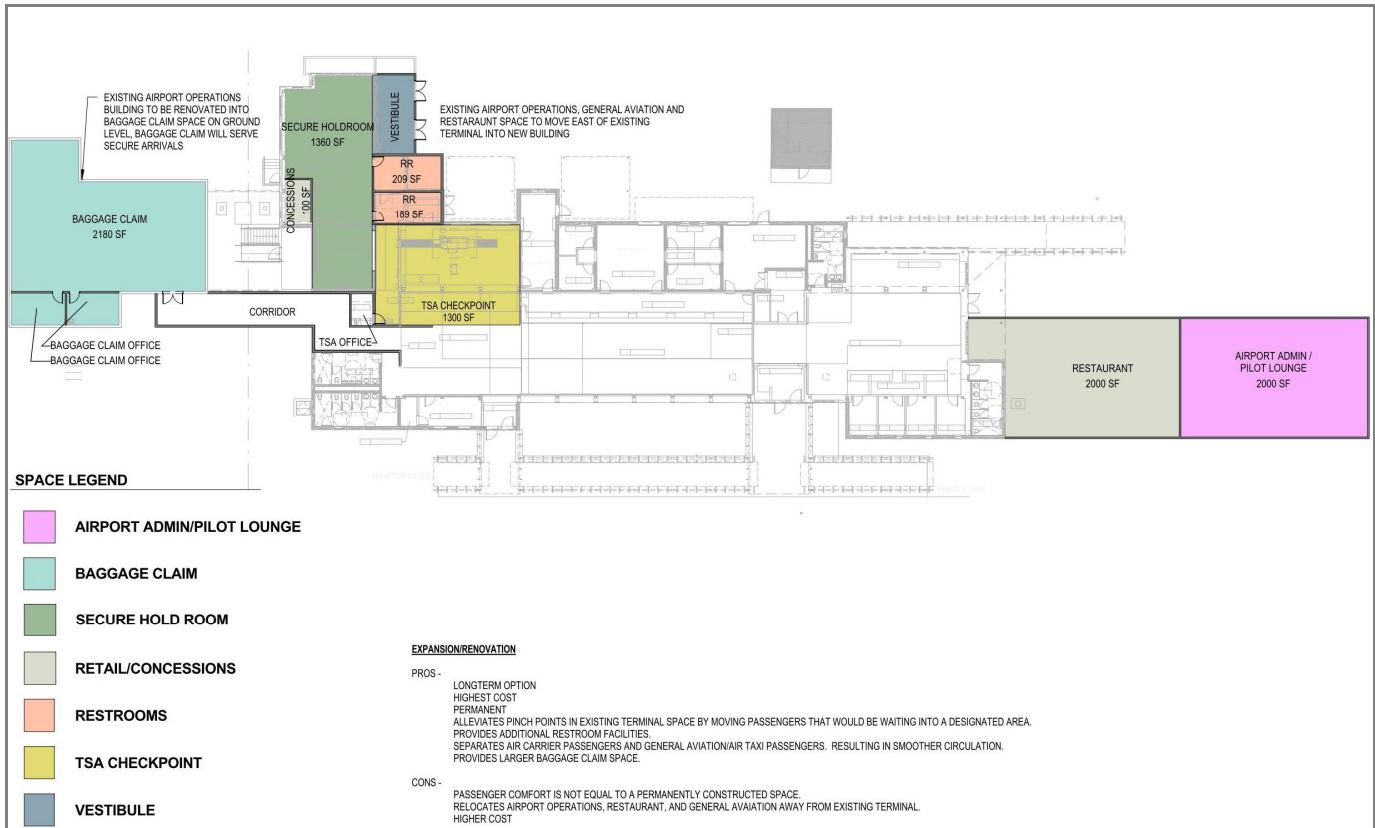 EXISTING AIRPORT OPERATIONS
BUILDING TO BE RENOVATED INTO
BAGGAGE CLAIM SPACE ON GROUND
LEVEL, BAGGAGE CLAIM WILL SERVE
SECURE ARRIVALS
SECURE HOLDROOM
1360 SF
VESTIBULE
EXISTING AIRPORT OPERATIONS, GENERAL AVIATION AND
RESTARAUNT SPACE TO MOVE EAST OF EXISTING
TERMINAL INTO NEW BUILDING
RR
209 SF
RR
189 SF
CONCESSIONS
100 SF
BAGGAGE CLAIM
2180 SF
TSA CHECKPOINT
1300 SF
CORRIDOR
TSA OFFICE
BAGGAGE CLAIM OFFICE
BAGGAGE CLAIM OFFICE
RESTAURANT
2000 SF
AIRPORT ADMIN /
PILOT LOUNGE
2000 SF
SPACE LEGEND
AIRPORT ADMIN/PILOT LOUNGE
BAGGAGE CLAIM
SECURE HOLD ROOM
RETAIL/CONCESSIONS
RESTROOMS
TSA CHECKPOINT
VESTIBULE
EXPANSION/RENOVATION
PROS -
LONGTERM OPTION
HIGHEST COST
PERMANENT
ALLEVIATES PINCH POINTS IN EXISTING TERMINAL SPACE BY MOVING PASSENGERS THAT WOULD BE WAITING INTO A DESIGNATED AREA.
PROVIDES ADDITIONAL RESTROOM FACILITIES.
SEPARATES AIR CARRIER PASSENGERS AND GENERAL AVIATION/AIR TAXI PASSENGERS. RESULTING IN SMOOTHER CIRCULATION.
PROVIDES LARGER BAGGAGE CLAIM SPACE.
CONS -
PASSENGER COMFORT IS NOT EQUAL TO A PERMANENTLY CONSTRUCTED SPACE.
RELOCATES AIRPORT OPERATIONS, RESTAURANT, AND GENERAL AVAIATION AWAY FROM EXISTING TERMINAL.
HIGHER COST